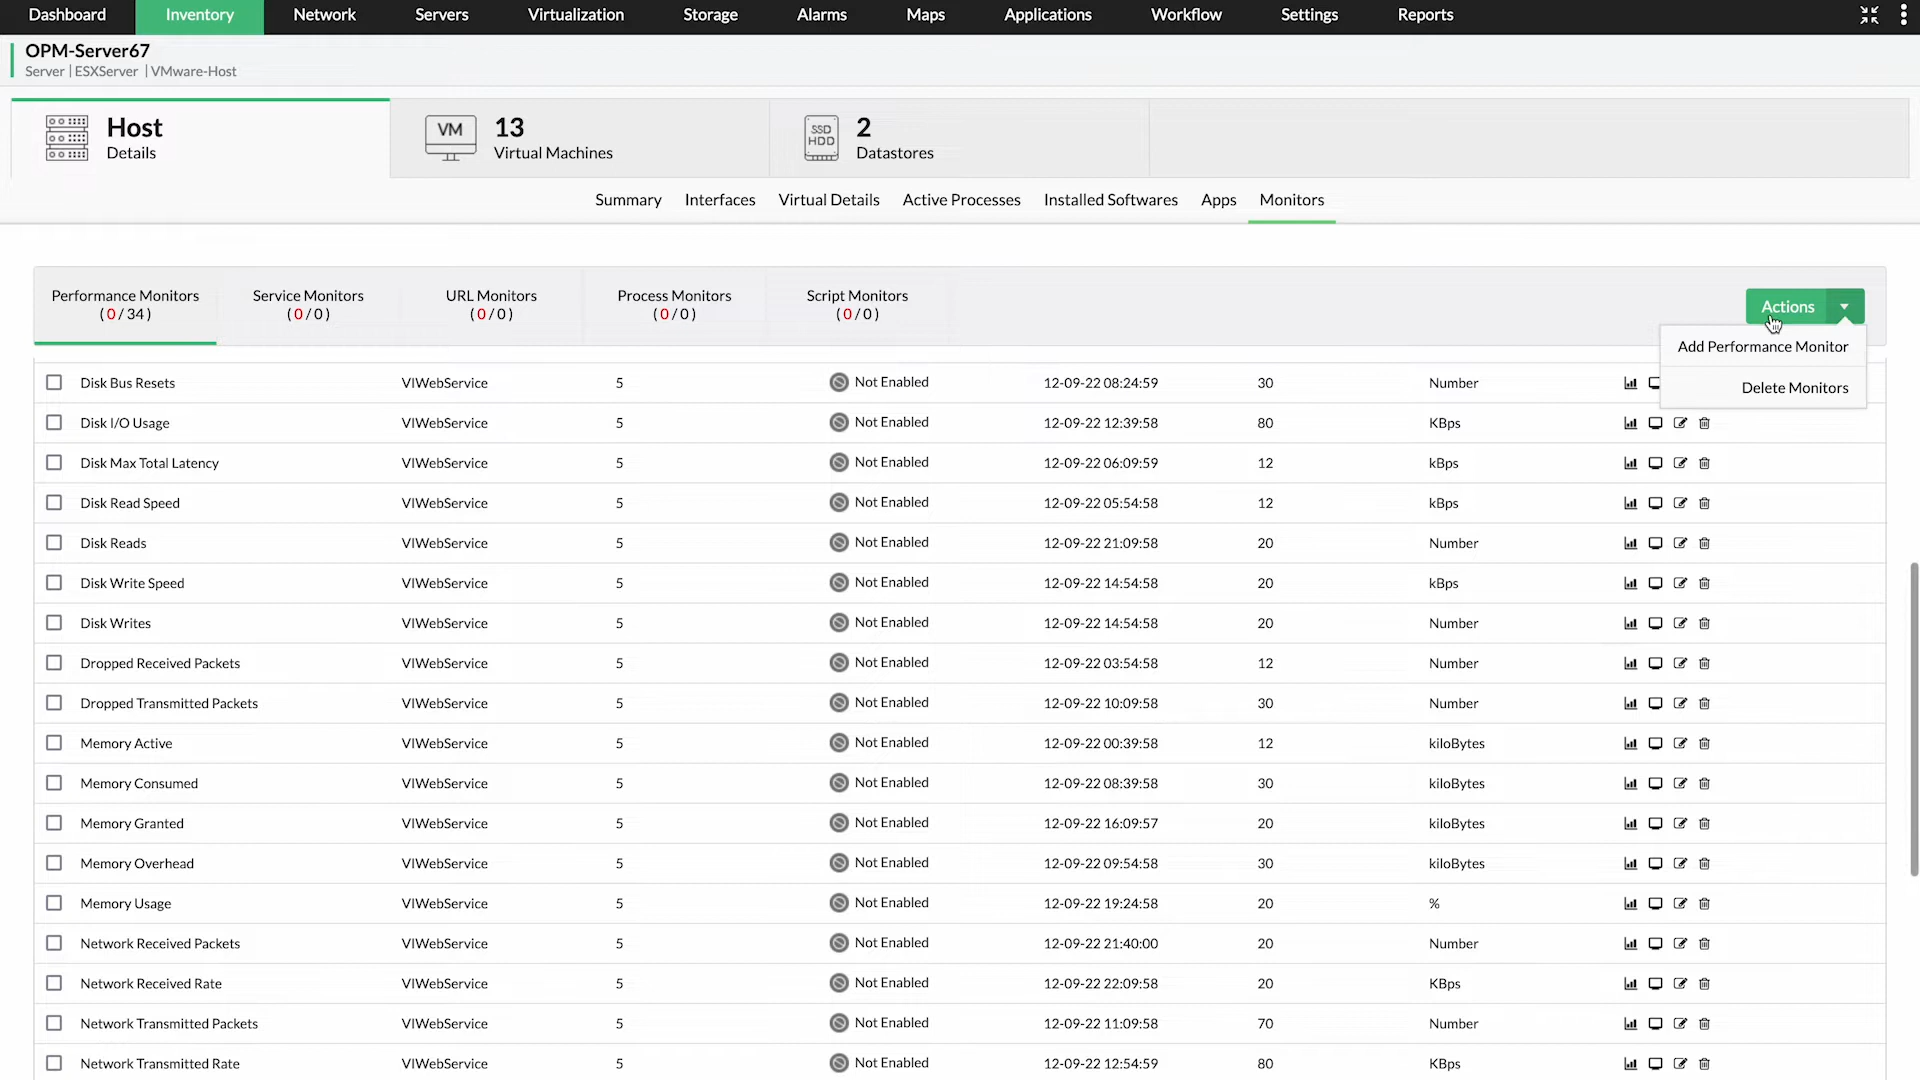 Dashboard Inventory Network Servers Virtualization Storage Alarms Maps Applications Workflow Settings Reports
OPM-Server67
Server | ESXServer | VMware-Host
Host
Details
VM
13
Virtual Machines
SSD
HDD
2
Datastores
Summary Interfaces Virtual Details Active Processes Installed Softwares Apps Monitors
Performance Monitors
( 0 / 34 )
Service Monitors
( 0 / 0 )
URL Monitors
( 0 / 0 )
Process Monitors
( 0 / 0 )
Script Monitors
( 0 / 0 )
Actions
Add Performance Monitor
Delete Monitors
Disk Bus Resets VIWebService 5 Not Enabled 12-09-22 08:24:59 30 Number
Disk I/O Usage VIWebService 5 Not Enabled 12-09-22 12:39:58 80 KBps
Disk Max Total Latency VIWebService 5 Not Enabled 12-09-22 06:09:59 12 kBps
Disk Read Speed VIWebService 5 Not Enabled 12-09-22 05:54:58 12 kBps
Disk Reads VIWebService 5 Not Enabled 12-09-22 21:09:58 20 Number
Disk Write Speed VIWebService 5 Not Enabled 12-09-22 14:54:58 20 kBps
Disk Writes VIWebService 5 Not Enabled 12-09-22 14:54:58 20 Number
Dropped Received Packets VIWebService 5 Not Enabled 12-09-22 03:54:58 12 Number
Dropped Transmitted Packets VIWebService 5 Not Enabled 12-09-22 10:09:58 30 Number
Memory Active VIWebService 5 Not Enabled 12-09-22 00:39:58 12 kiloBytes
Memory Consumed VIWebService 5 Not Enabled 12-09-22 08:39:58 30 kiloBytes
Memory Granted VIWebService 5 Not Enabled 12-09-22 16:09:57 20 kiloBytes
Memory Overhead VIWebService 5 Not Enabled 12-09-22 09:54:58 30 kiloBytes
Memory Usage VIWebService 5 Not Enabled 12-09-22 19:24:58 20 %
Network Received Packets VIWebService 5 Not Enabled 12-09-22 21:40:00 20 Number
Network Received Rate VIWebService 5 Not Enabled 12-09-22 22:09:58 20 KBps
Network Transmitted Packets VIWebService 5 Not Enabled 12-09-22 11:09:58 70 Number
Network Transmitted Rate VIWebService 5 Not Enabled 12-09-22 12:54:59 80 KBps